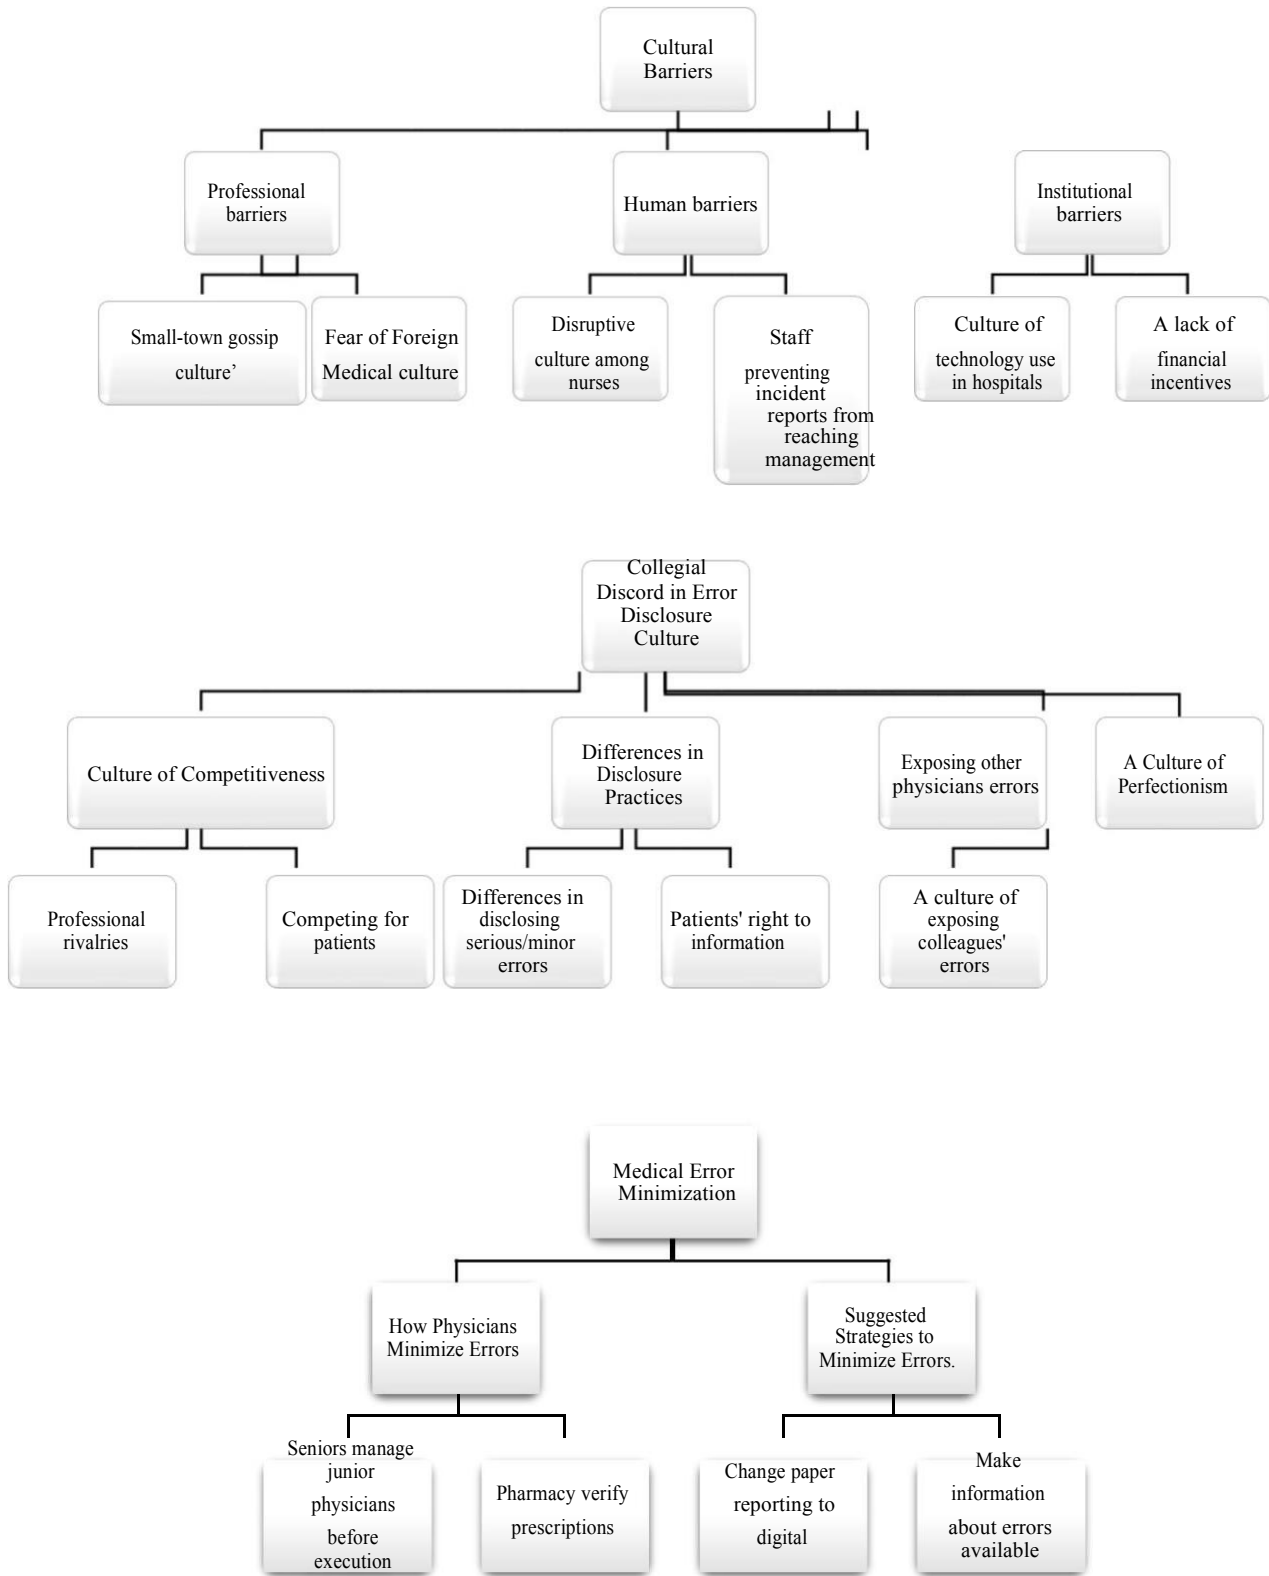 Cultural
Barriers
Professional
barriers
Human barriers
Institutional
barriers
Small-town gossip
culture’
Fear of Foreign
Medical culture
Disruptive
culture among
nurses
Staff
preventing
incident
reports from
reaching
management
Culture of
technology use
in hospitals
A lack of
financial
incentives
Collegial
Discord in Error
Disclosure
Culture
Culture of Competitiveness
Differences in
Disclosure
Practices
Exposing other
physicians errors
A Culture of
Perfectionism
Professional
rivalries
Competing for
patients
Differences in
disclosing
serious/minor
errors
Patients' right to
information
A culture of
exposing
colleagues'
errors
Medical Error
Minimization
How Physicians
Minimize Errors
Suggested
Strategies to
Minimize Errors.
Seniors manage
junior
physicians
before
execution
Pharmacy verify
prescriptions
Change paper
reporting to
digital
Make
information
about errors
available